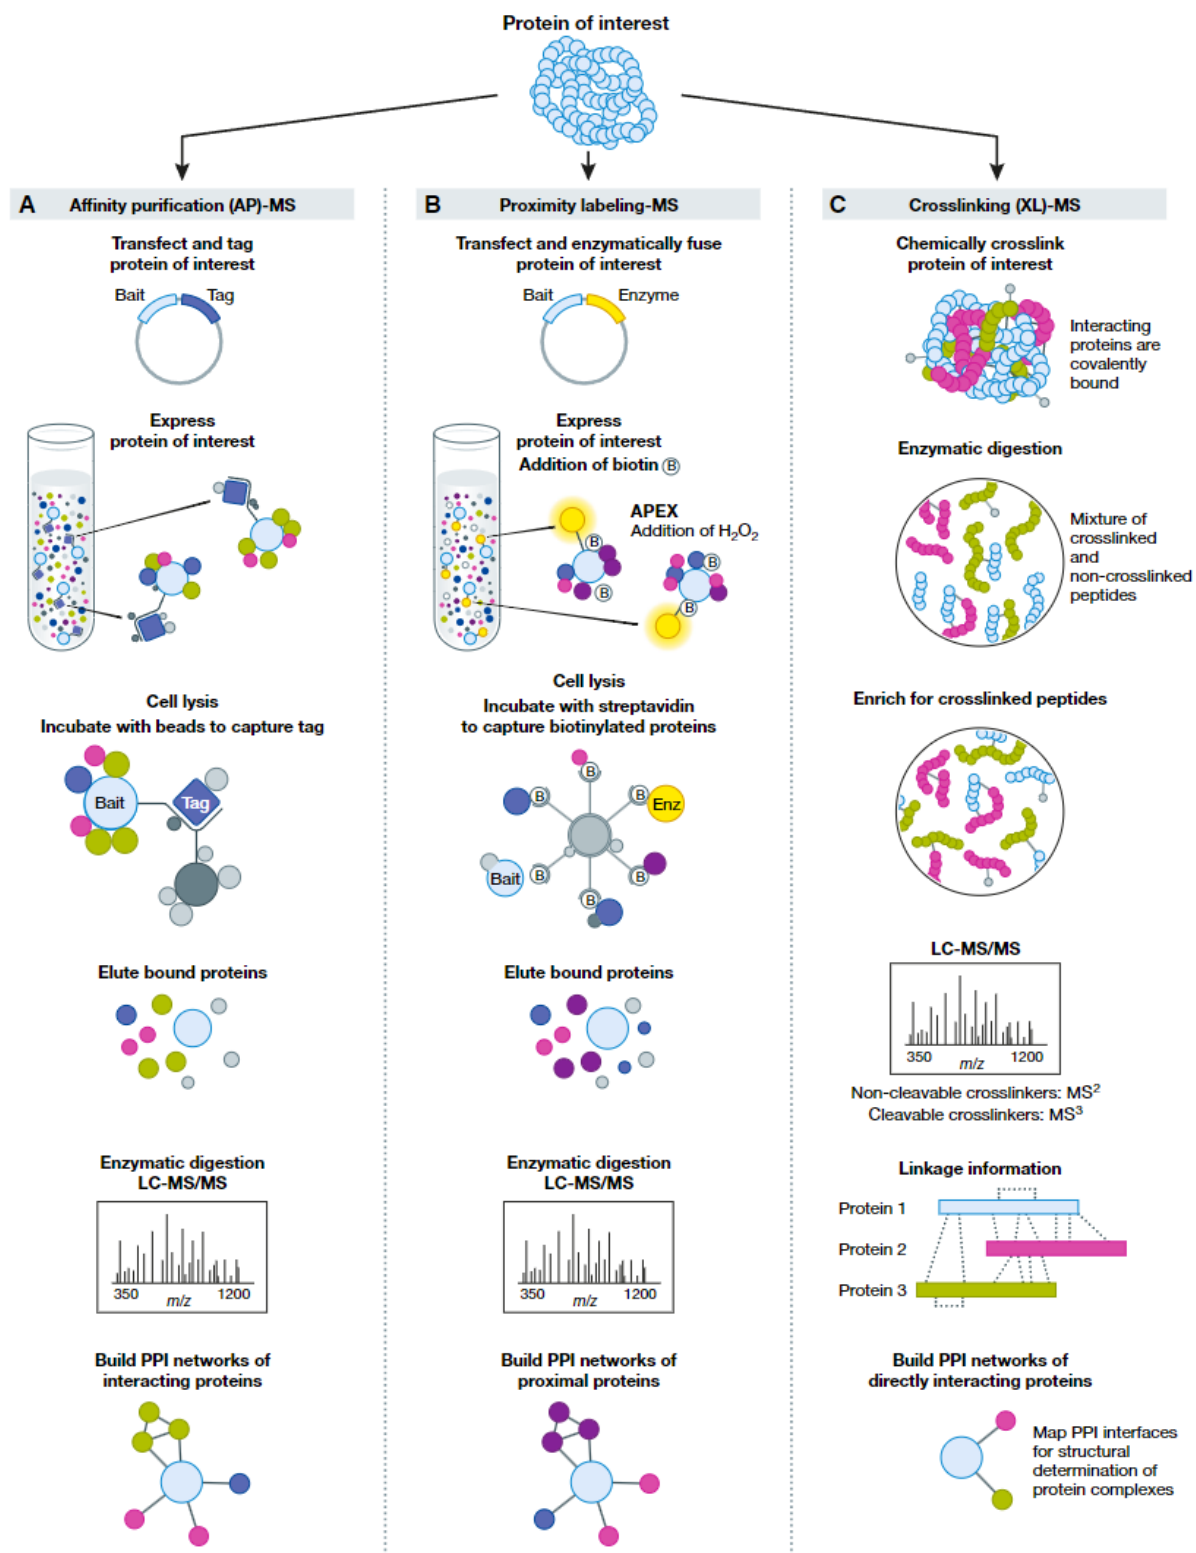 Protein of interest
A Affinity purification (AP)-MS
Transfect and tag
protein of interest
Bait Tag
Express
protein of interest
Cell lysis
Incubate with beads to capture tag
Bait Tag
Elute bound proteins
Enzymatic digestion
LC-MS/MS
350 1200
m/z
Build PPI networks of
interacting proteins
B Proximity labeling-MS
Transfect and enzymatically fuse
protein of interest
Bait Enzyme
Express
protein of interest
Addition of biotin B
APEX
Addition of H₂O₂
B
B
B
B
Cell lysis
Incubate with streptavidin
to capture biotinylated proteins
B
B B Enz
Bait B B
B
Elute bound proteins
Enzymatic digestion
LC-MS/MS
350 1200
m/z
Build PPI networks of
proximal proteins
C Crosslinking (XL)-MS
Chemically crosslink
protein of interest
Interacting
proteins are
covalently
bound
Enzymatic digestion
Mixture of
crosslinked
and
non-crosslinked
peptides
Enrich for crosslinked peptides
LC-MS/MS
350 1200
m/z
Non-cleavable crosslinkers: MS²
Cleavable crosslinkers: MS³
Linkage information
Protein 1
Protein 2
Protein 3
Build PPI networks of
directly interacting proteins
Map PPI interfaces
for structural
determination of
protein complexes